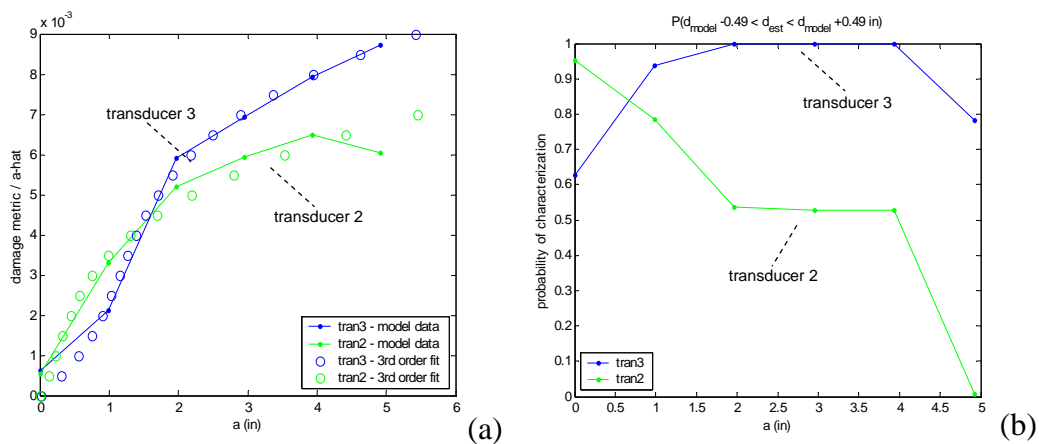 x 10⁻³
9
8
7
6
5
4
3
2
1
0
damage metric / a-hat
transducer 3
transducer 2
tran3 - model data
tran2 - model data
tran3 - 3rd order fit
tran2 - 3rd order fit
0 1 2 3 4 5 6
a (in)
(a)
P(d_model -0.49 < d_est < d_model +0.49 in)
1
0.9
0.8
0.7
0.6
0.5
0.4
0.3
0.2
0.1
0
probability of characterization
transducer 3
transducer 2
tran3
tran2
0 0.5 1 1.5 2 2.5 3 3.5 4 4.5 5
a (in)
(b)